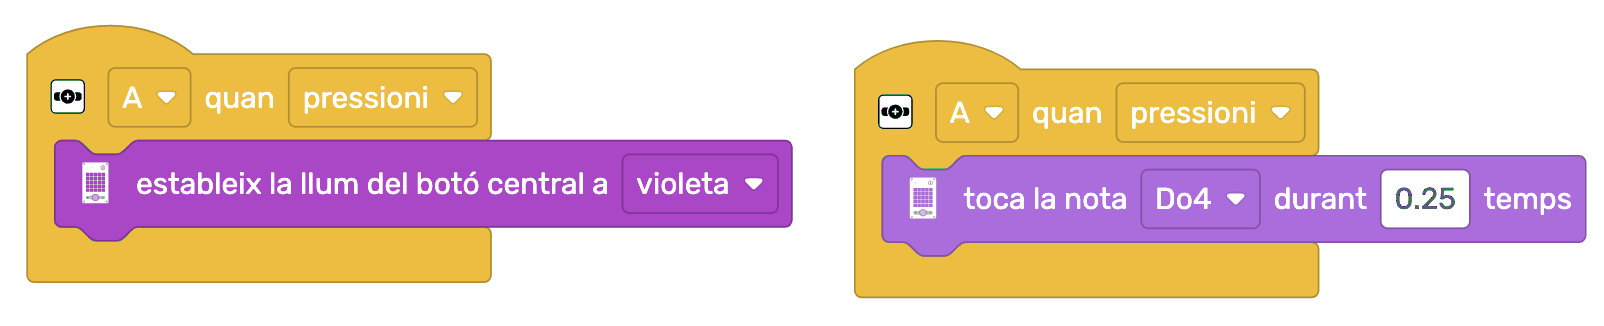 A quan pressioni
estableix la llum del botó central a violeta
A quan pressioni
toca la nota Do4 durant 0.25 temps